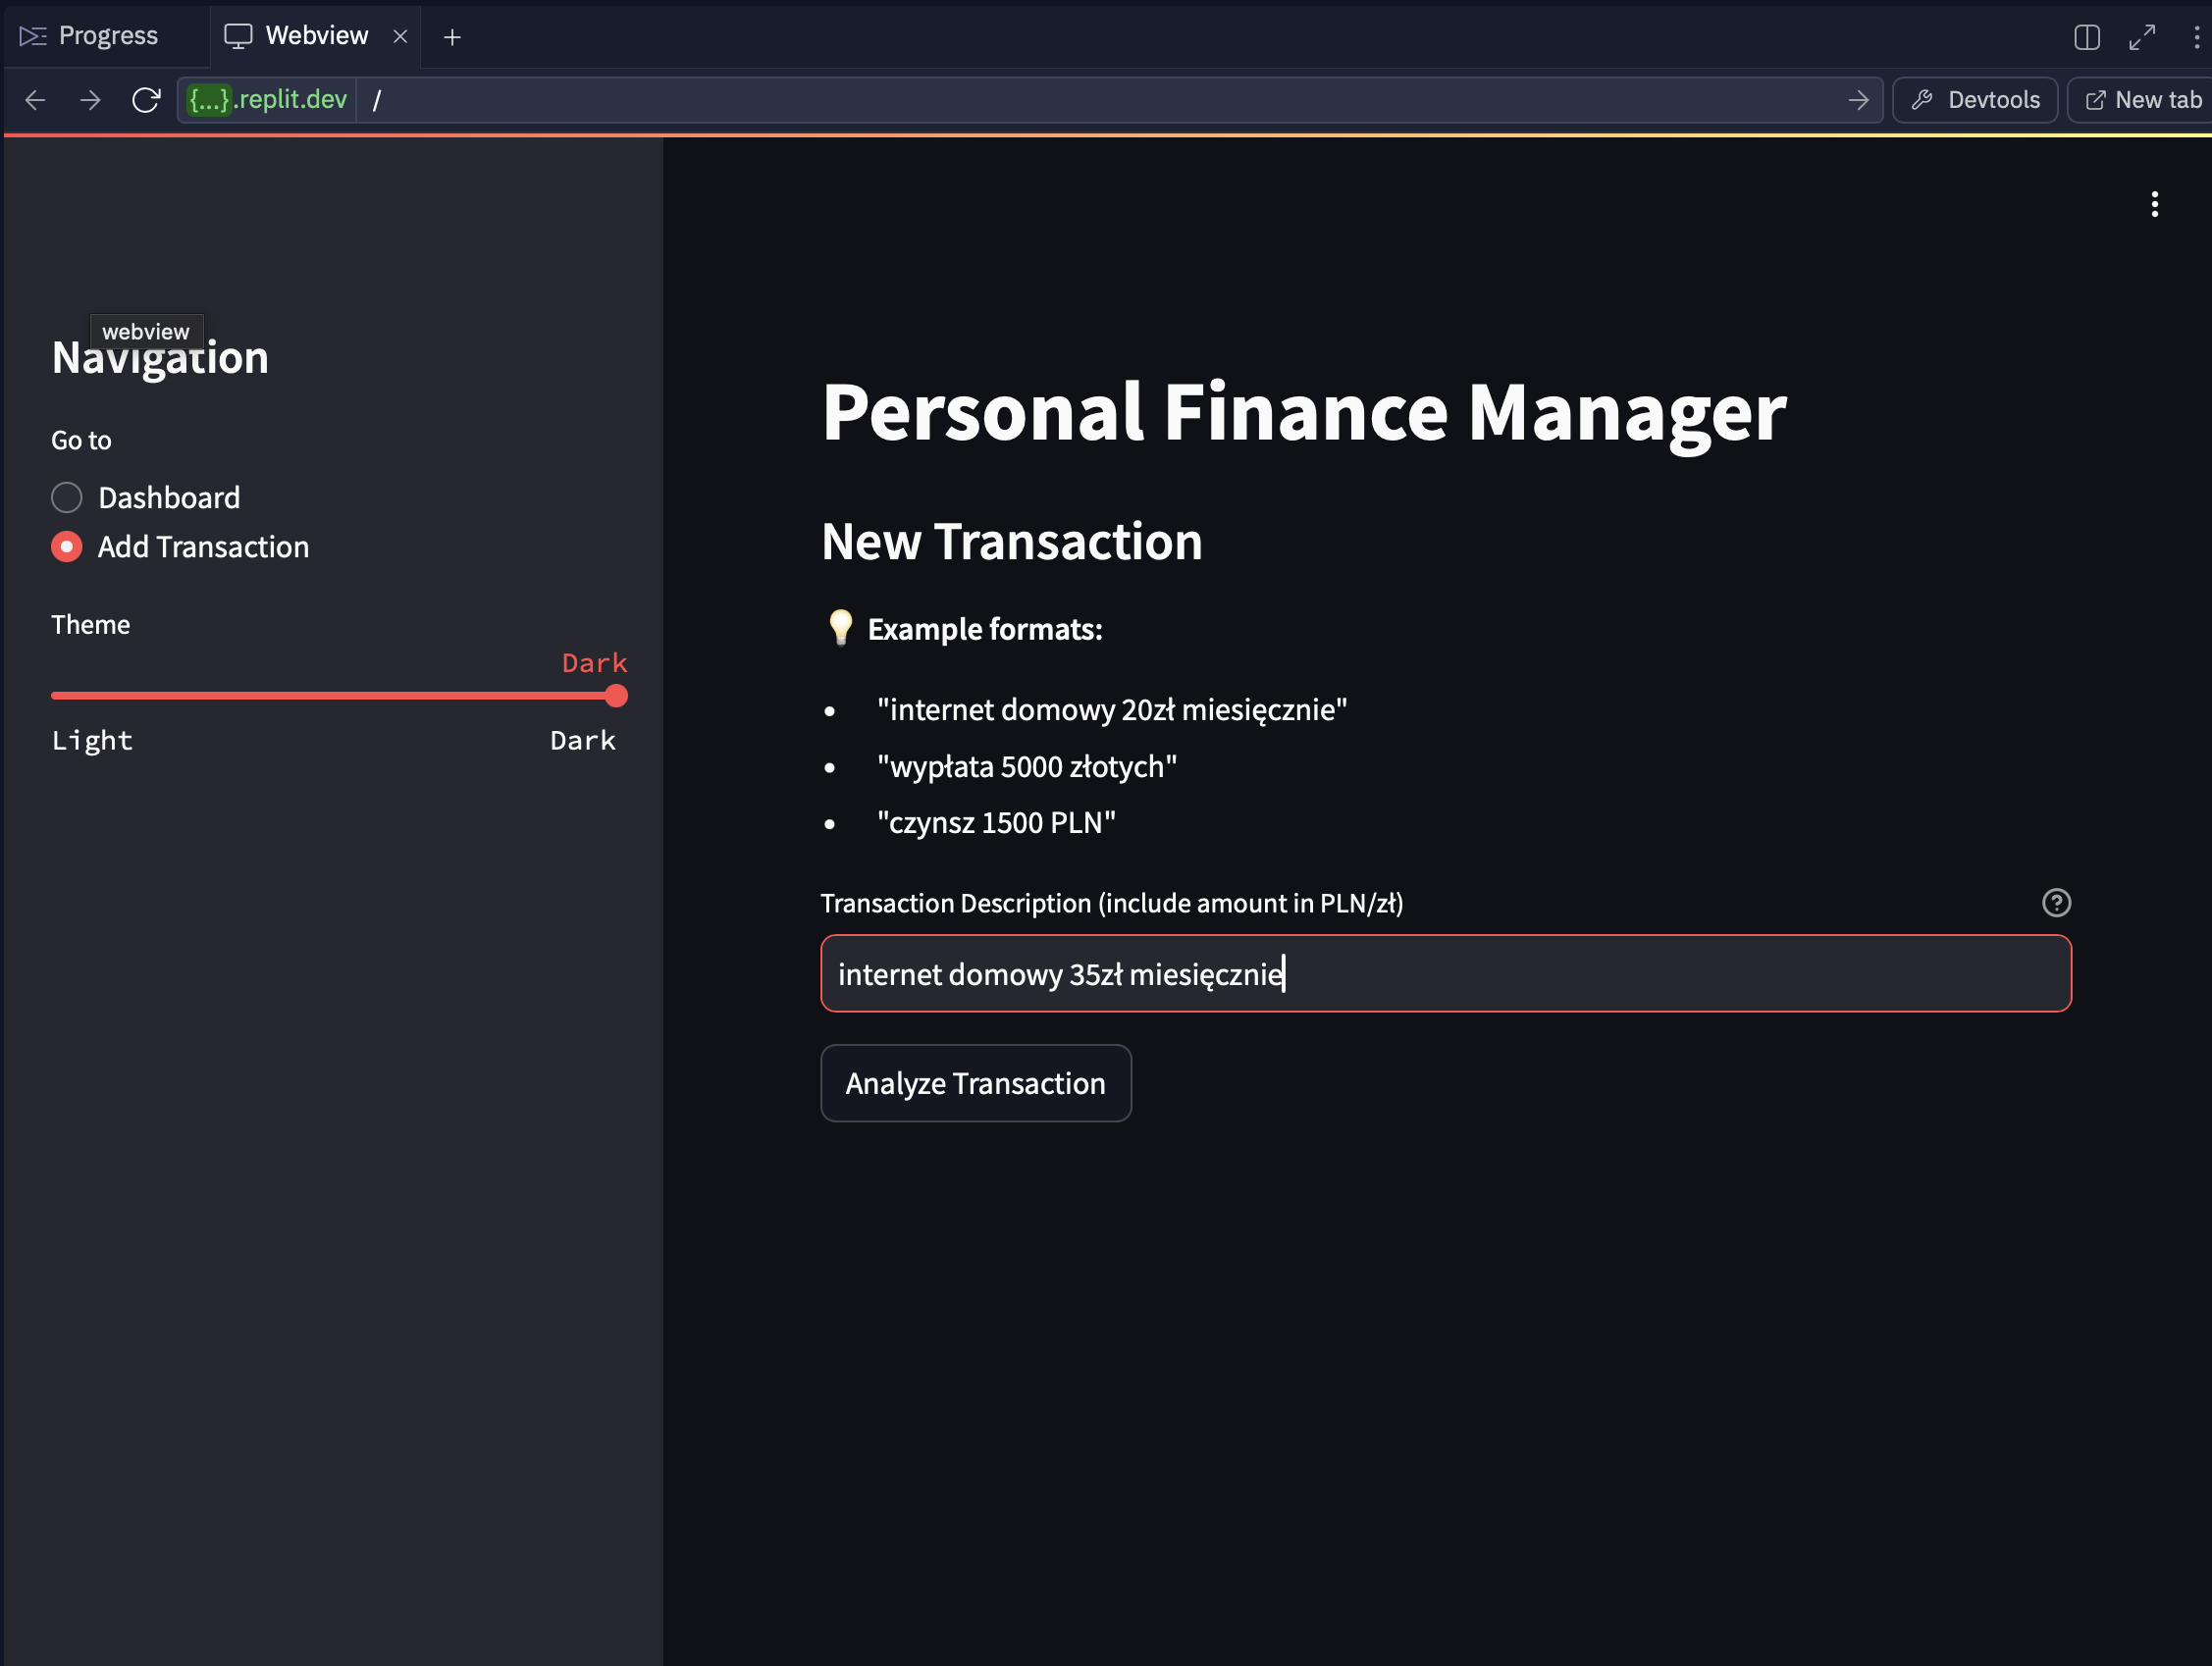 Progress
Webview
{...}.replit.dev /
Devtools
New tab
webview
Navigation
Go to
Dashboard
Add Transaction
Theme
Dark
Light Dark
Personal Finance Manager
New Transaction
Example formats:
"internet domowy 20zł miesięcznie"
"wypłata 5000 złotych"
"czynsz 1500 PLN"
Transaction Description (include amount in PLN/zł)
internet domowy 35zł miesięcznie
Analyze Transaction